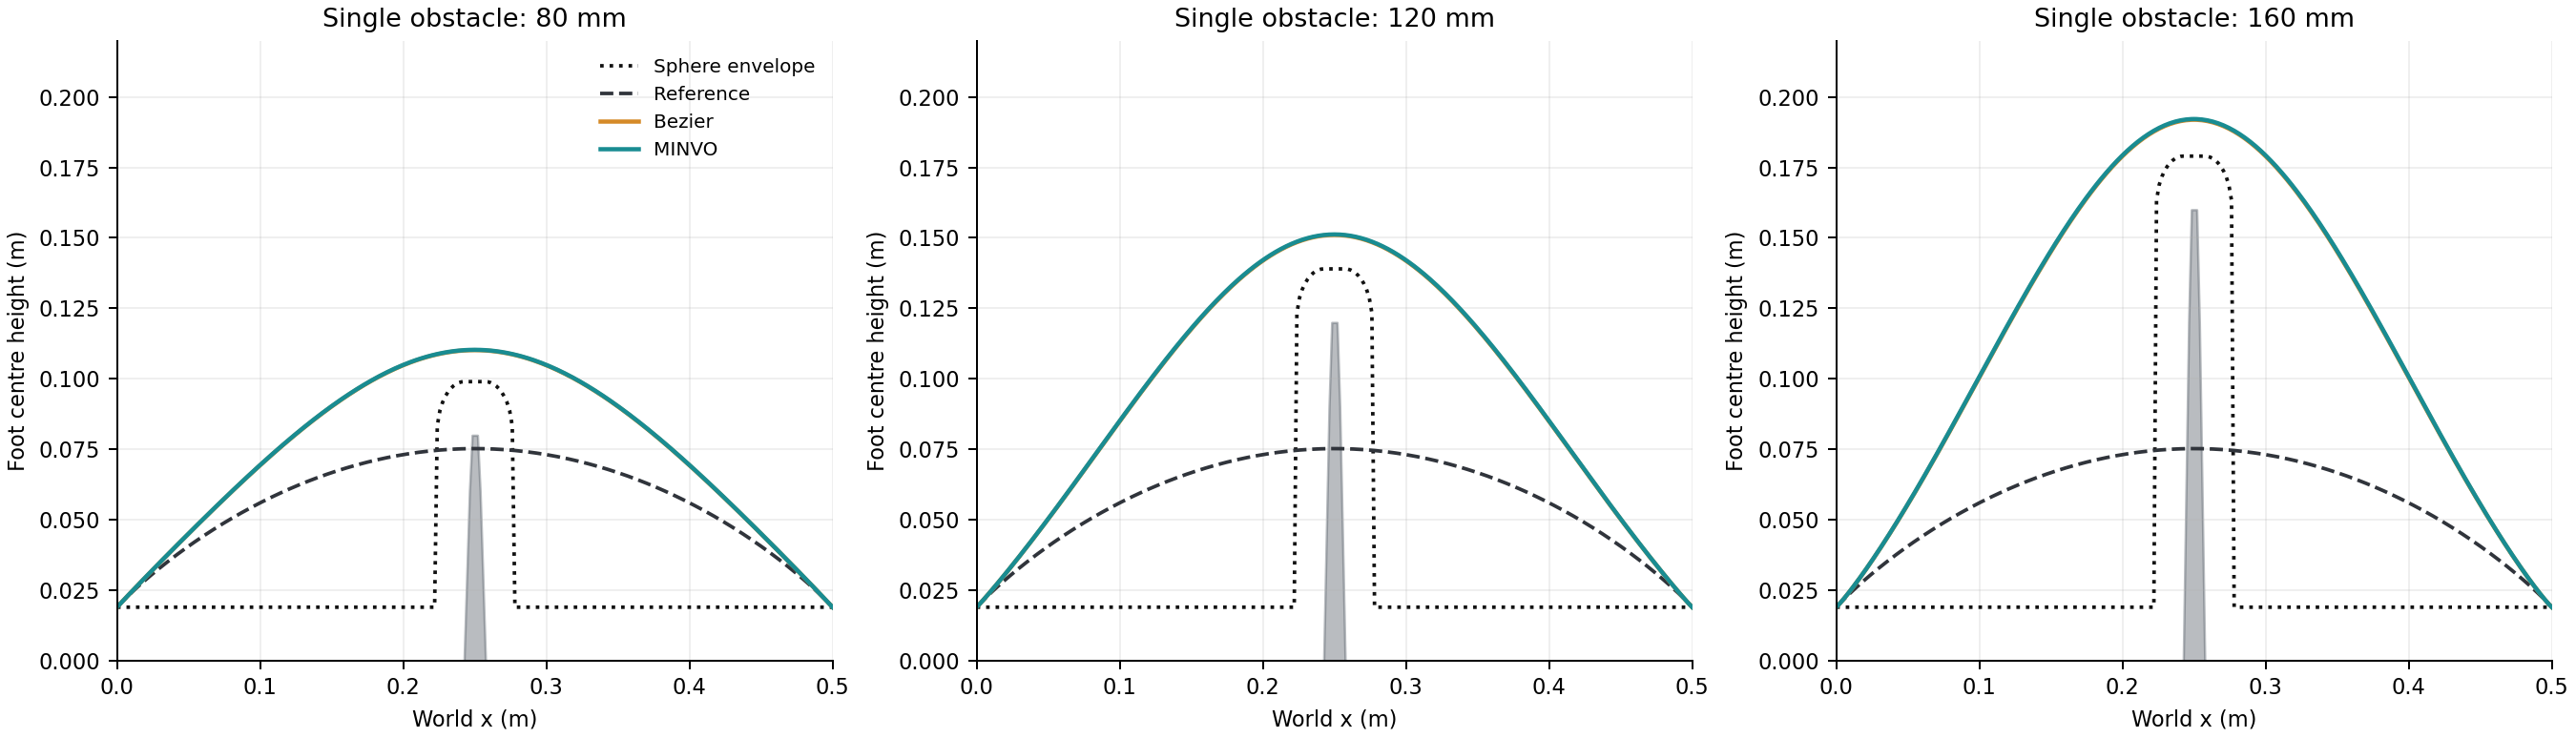 Single obstacle: 80 mm
Sphere envelope
Reference
Bezier
MINVO
0.200
0.175
0.150
0.125
0.100
0.075
0.050
0.025
0.000
Foot centre height (m)
0.0 0.1 0.2 0.3 0.4 0.5
World x (m)
Single obstacle: 120 mm
0.200
0.175
0.150
0.125
0.100
0.075
0.050
0.025
0.000
Foot centre height (m)
0.0 0.1 0.2 0.3 0.4 0.5
World x (m)
Single obstacle: 160 mm
0.200
0.175
0.150
0.125
0.100
0.075
0.050
0.025
0.000
Foot centre height (m)
0.0 0.1 0.2 0.3 0.4 0.5
World x (m)